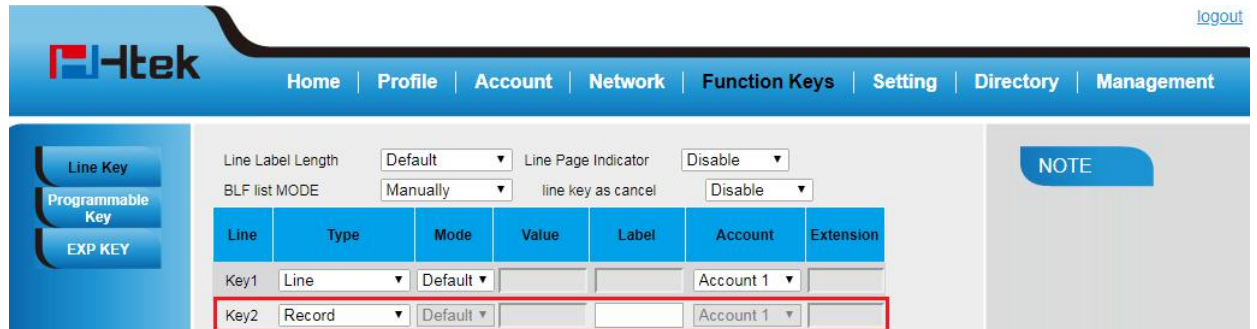 logout
Htek
Home | Profile | Account | Network | Function Keys | Setting | Directory | Management
Line Key
Programmable Key
EXP KEY
Line Label Length Default Line Page Indicator Disable
BLF list MODE Manually line key as cancel Disable
NOTE
Line Type Mode Value Label Account Extension
Key1 Line Default Account 1
Key2 Record Default Account 1